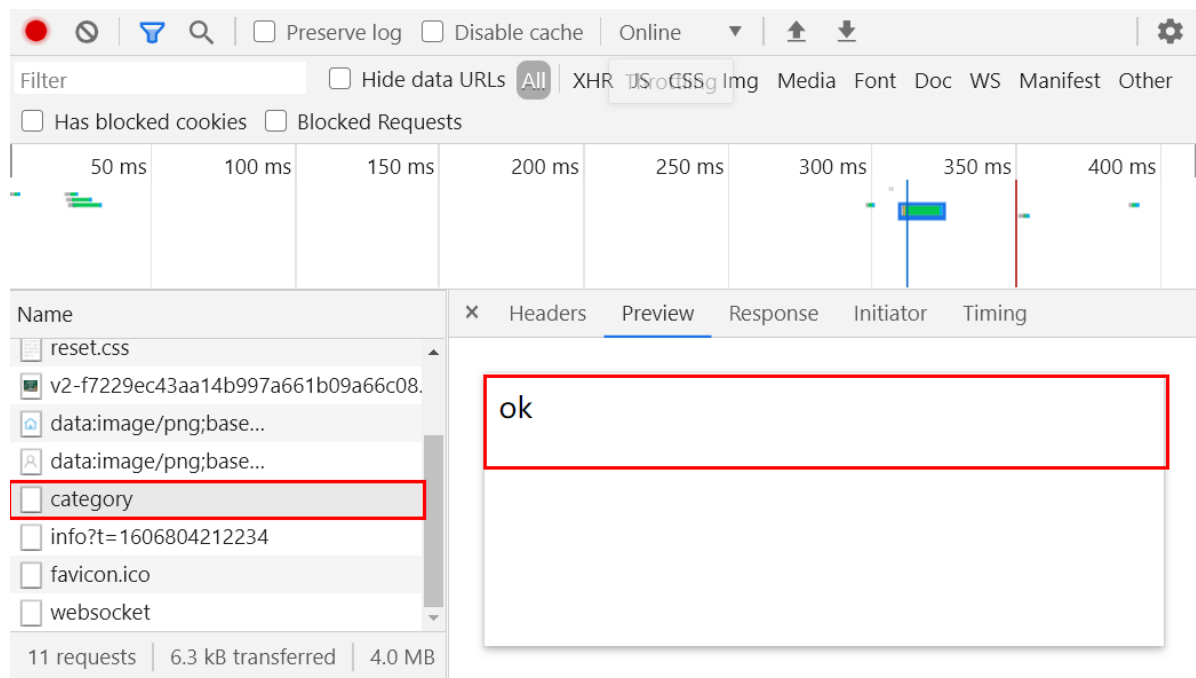 Preserve log Disable cache Online
Filter Hide data URLs All XHR JS CSS Img Media Font Doc WS Manifest Other
Throttling
Has blocked cookies Blocked Requests
50 ms 100 ms 150 ms 200 ms 250 ms 300 ms 350 ms 400 ms
Name × Headers Preview Response Initiator Timing
reset.css
v2-f7229ec43aa14b997a661b09a66c08.
data:image/png;base...
data:image/png;base...
category
info?t=1606804212234
favicon.ico
websocket
ok
11 requests 6.3 kB transferred 4.0 MB